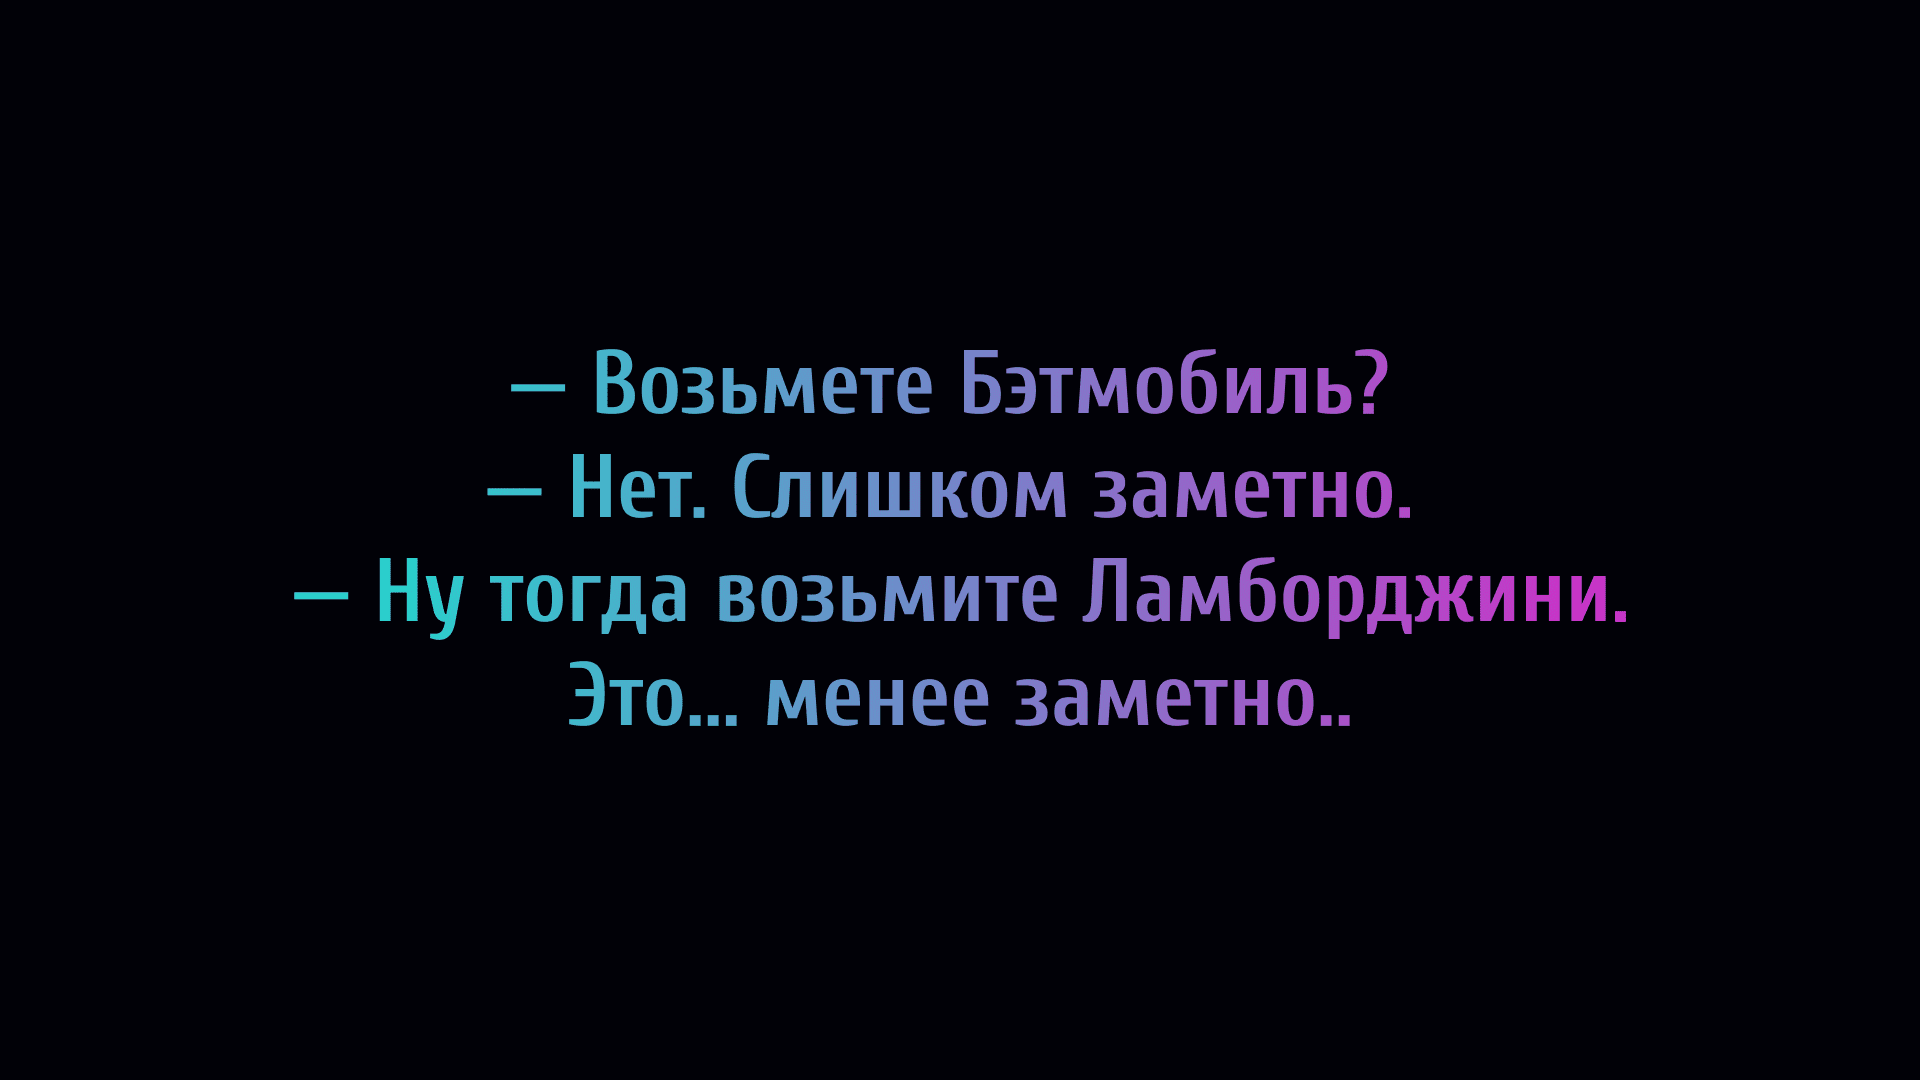 — Возьмете Бэтмобиль?
— Нет. Слишком заметно.
— Ну тогда возьмите Ламборджини.
Это... менее заметно..